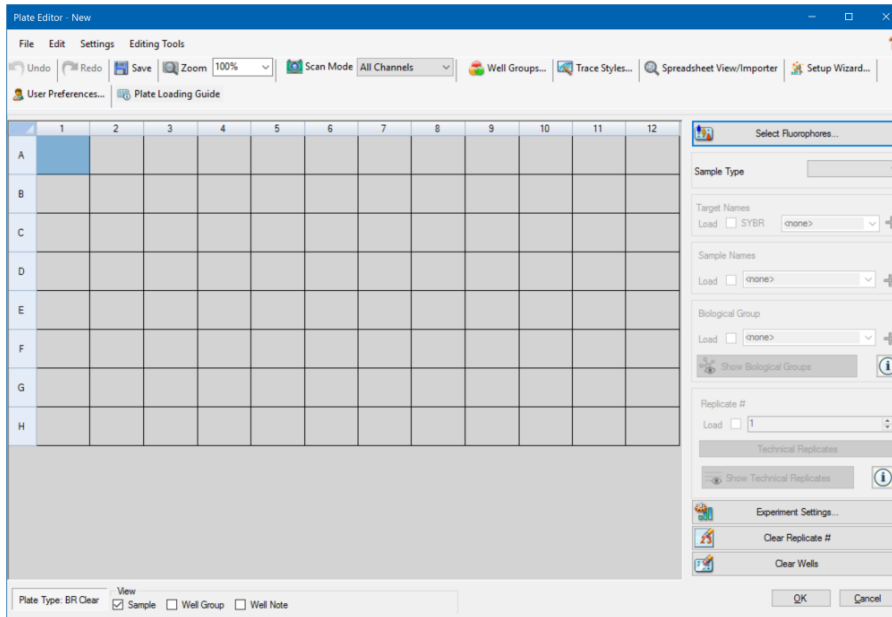 Plate Editor - New
File Edit Settings Editing Tools
Undo Redo Save Zoom 100% Scan Mode All Channels Well Groups... Trace Styles... Spreadsheet View/Importer Setup Wizard...
User Preferences... Plate Loading Guide
1 2 3 4 5 6 7 8 9 10 11 12
A
B
C
D
E
F
G
H
Select Fluorophores...
Sample Type
Target Names
Load SYBR <none>
Sample Names
Load <none>
Biological Group
Load <none>
Show Biological Groups
Replicate #
Load 1
Technical Replicates
Show Technical Replicates
Experiment Settings...
Clear Replicate #
Clear Wells
Plate Type: BR Clear
View
Sample Well Group Well Note
OK Cancel